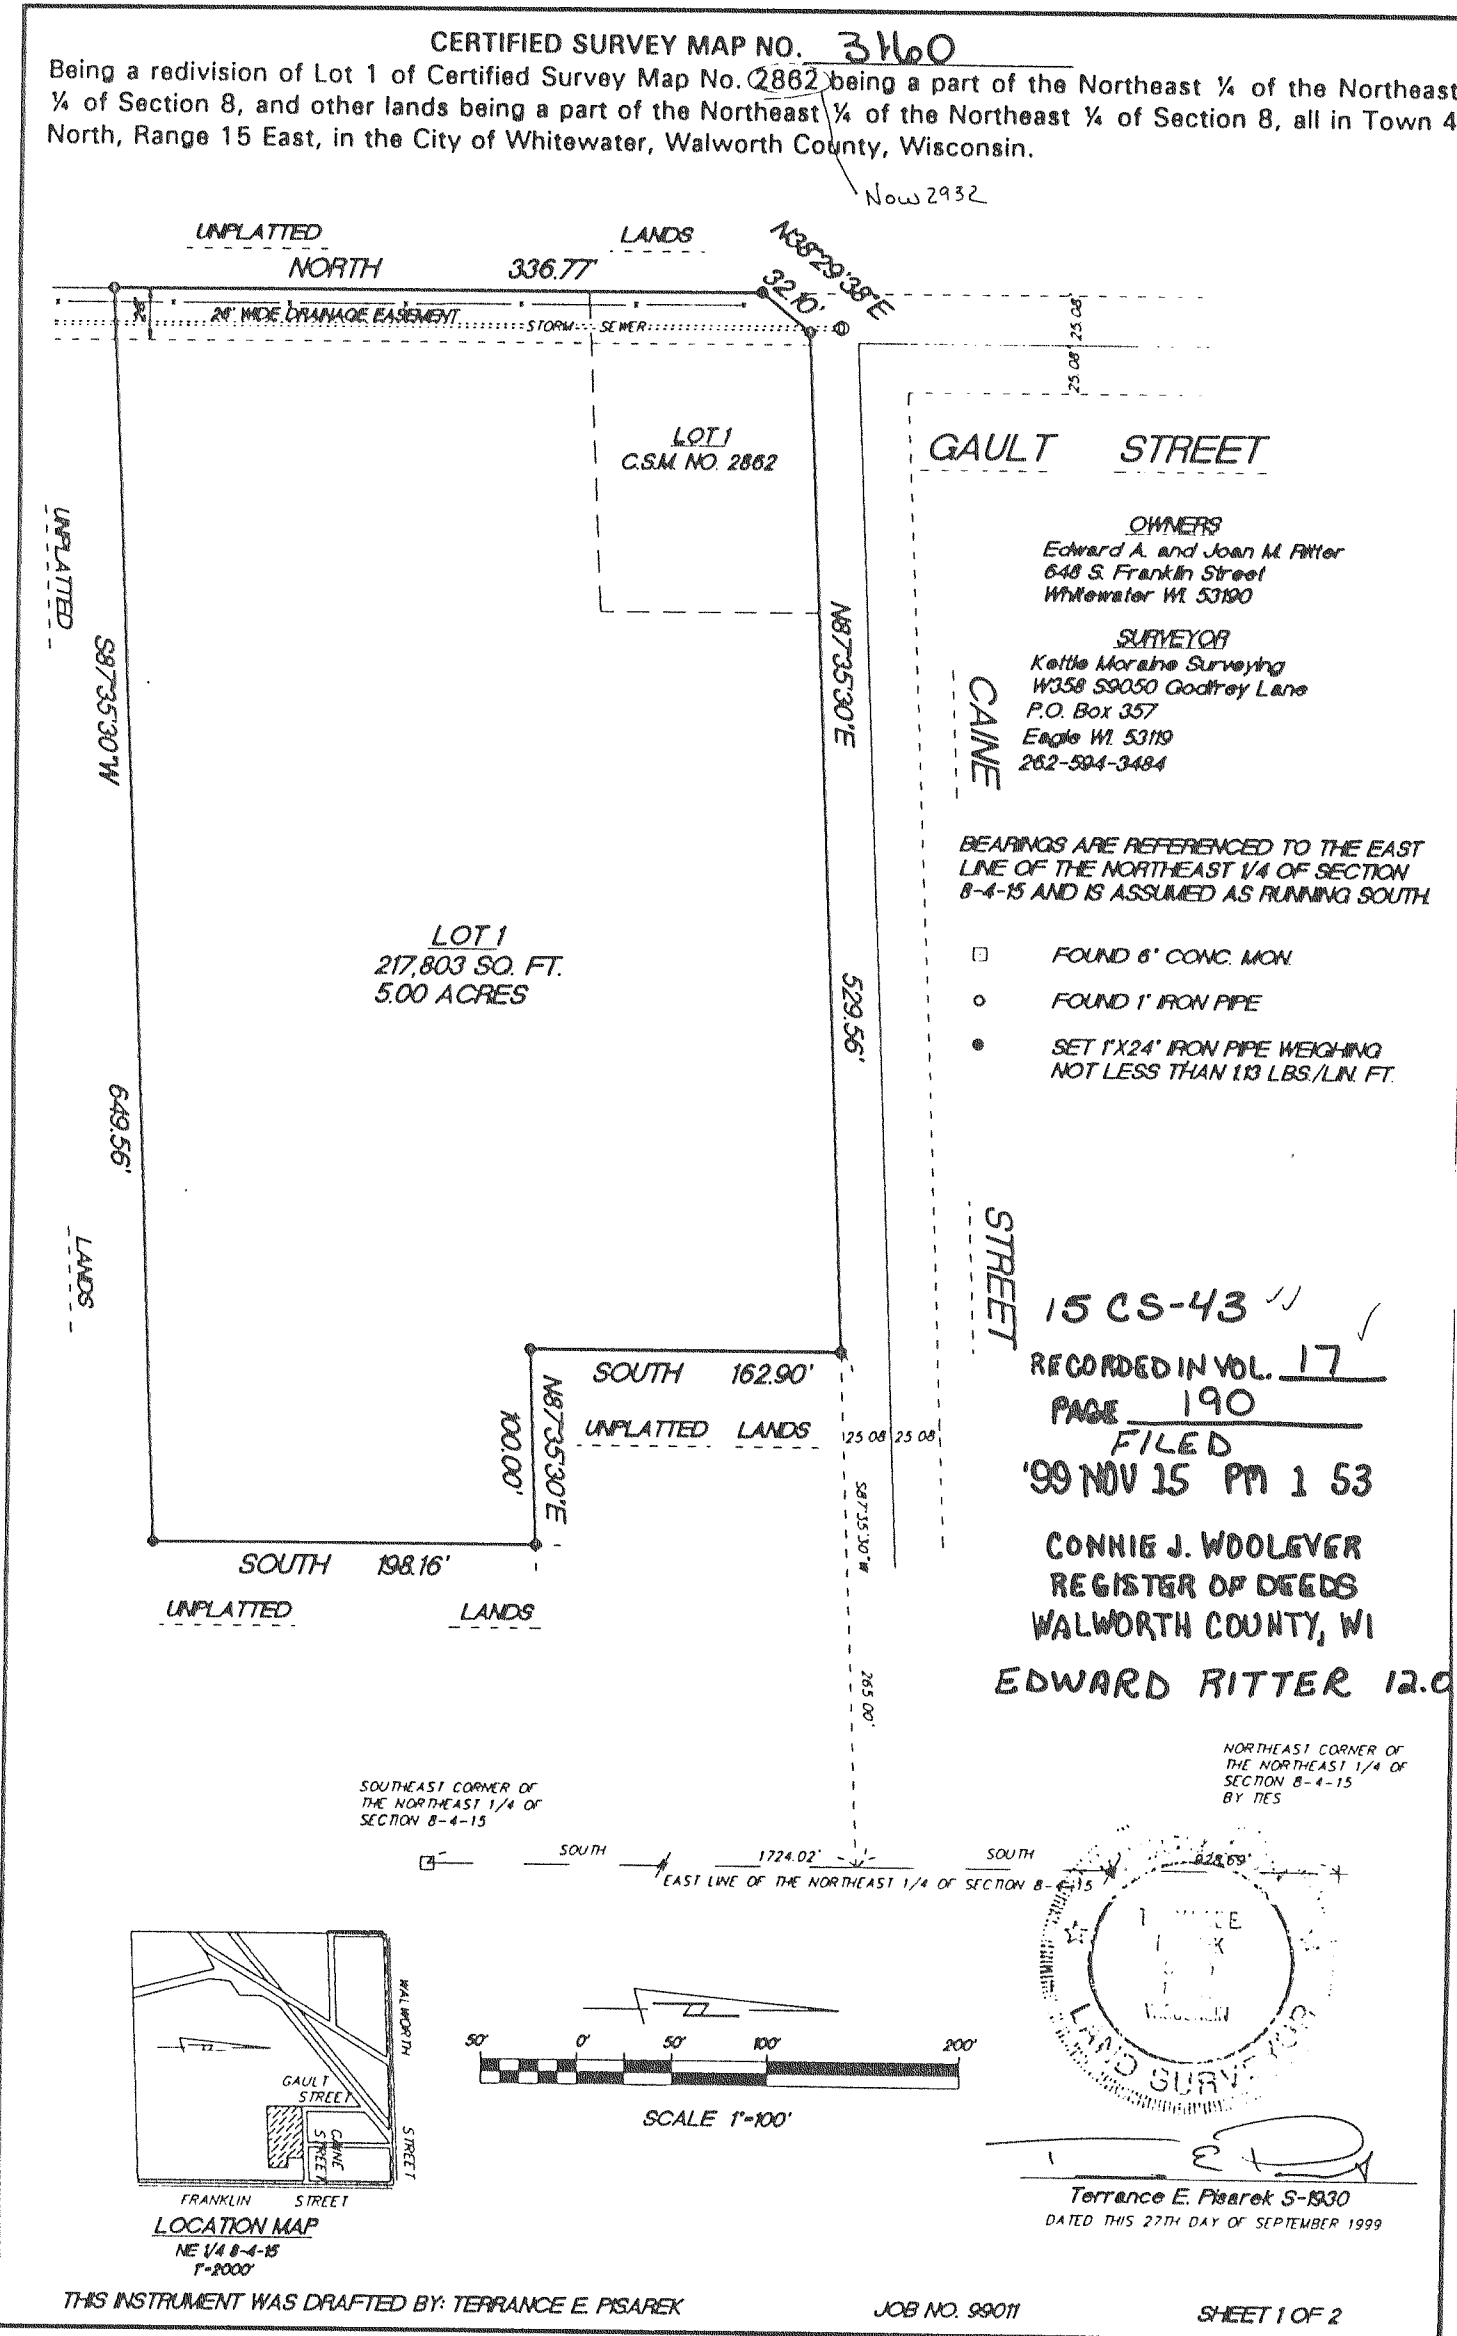 CERTIFIED SURVEY MAP NO. 3160
Being a redivision of Lot 1 of Certified Survey Map No. 2862 being a part of the Northeast ¼ of the Northeast
¼ of Section 8, and other lands being a part of the Northeast ¼ of the Northeast ¼ of Section 8, all in Town 4
North, Range 15 East, in the City of Whitewater, Walworth County, Wisconsin.
Now 2932
UNPLATTED LANDS
NORTH 336.77'
N38°29'38"E
32.10'
24'
24' WIDE DRAINAGE EASEMENT
STORM SEWER
25.08' 25.08'
LOT 1
C.S.M. NO. 2862
GAULT STREET
OWNERS
Edward A. and Joan M. Ritter
648 S. Franklin Street
Whitewater WI. 53190
SURVEYOR
Kettle Moraine Surveying
W358 S9050 Godfrey Lane
P.O. Box 357
Eagle WI. 53119
262-594-3484
UNPLATTED LANDS
S87°35'30"W
649.56'
N87°35'30"E
529.56'
CAINE STREET
BEARINGS ARE REFERENCED TO THE EAST
LINE OF THE NORTHEAST 1/4 OF SECTION
8-4-15 AND IS ASSUMED AS RUNNING SOUTH.
LOT 1
217,803 SQ. FT.
5.00 ACRES
FOUND 6" CONC. MON.
FOUND 1" IRON PIPE
SET 1"X24" IRON PIPE WEIGHING
NOT LESS THAN 1.13 LBS./LIN. FT.
15 CS-43
RECORDED IN VOL. 17
PAGE 190
FILED
'99 NOV 15 PM 1 53
CONNIE J. WOOLEVER
REGISTER OF DEEDS
WALWORTH COUNTY, WI
EDWARD RITTER 12.0
SOUTH 162.90'
UNPLATTED LANDS
N87°35'30"E
100.00'
25.08' 25.08'
S87°35'30"W
265.00'
SOUTH 198.16'
UNPLATTED LANDS
SOUTHEAST CORNER OF
THE NORTHEAST 1/4 OF
SECTION 8-4-15
NORTHEAST CORNER OF
THE NORTHEAST 1/4 OF
SECTION 8-4-15
BY TIES
SOUTH 1724.02' SOUTH 928.69'
EAST LINE OF THE NORTHEAST 1/4 OF SECTION 8-4-15
LAND SURVEYOR
WALWORTH STREET
GAULT
STREET
CAINE
STREET
FRANKLIN STREET
LOCATION MAP
NE 1/4 8-4-15
1"=2000'
50' 0' 50' 100' 200'
SCALE 1"=100'
Terrance E. Pisarek S-1930
DATED THIS 27TH DAY OF SEPTEMBER 1999
THIS INSTRUMENT WAS DRAFTED BY: TERRANCE E. PISAREK
JOB NO. 99011
SHEET 1 OF 2